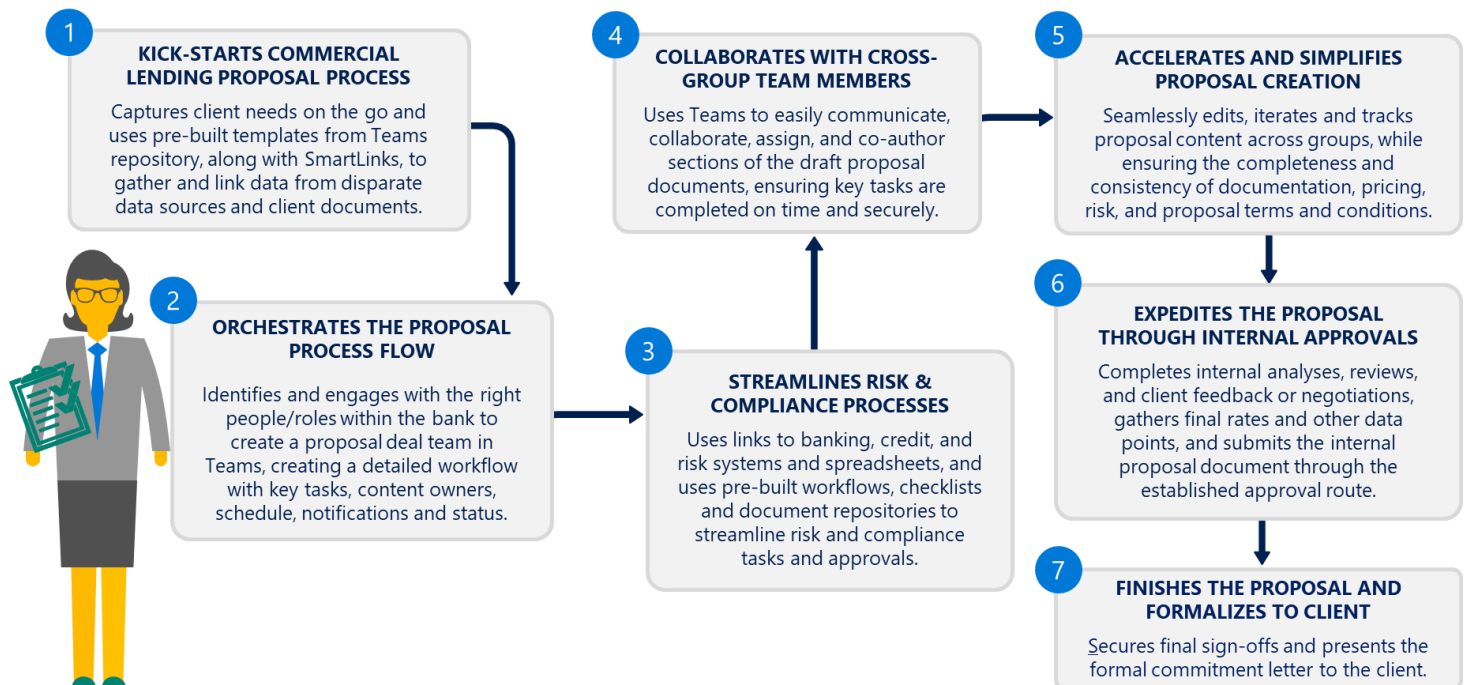 1
KICK-STARTS COMMERCIAL
LENDING PROPOSAL PROCESS
Captures client needs on the go and
uses pre-built templates from Teams
repository, along with SmartLinks, to
gather and link data from disparate
data sources and client documents.
2
ORCHESTRATES THE PROPOSAL
PROCESS FLOW
Identifies and engages with the right
people/roles within the bank to
create a proposal deal team in
Teams, creating a detailed workflow
with key tasks, content owners,
schedule, notifications and status.
3
STREAMLINES RISK &
COMPLIANCE PROCESSES
Uses links to banking, credit, and
risk systems and spreadsheets, and
uses pre-built workflows, checklists
and document repositories to
streamline risk and compliance
tasks and approvals.
4
COLLABORATES WITH CROSS-
GROUP TEAM MEMBERS
Uses Teams to easily communicate,
collaborate, assign, and co-author
sections of the draft proposal
documents, ensuring key tasks are
completed on time and securely.
5
ACCELERATES AND SIMPLIFIES
PROPOSAL CREATION
Seamlessly edits, iterates and tracks
proposal content across groups, while
ensuring the completeness and
consistency of documentation, pricing,
risk, and proposal terms and conditions.
6
EXPEDITES THE PROPOSAL
THROUGH INTERNAL APPROVALS
Completes internal analyses, reviews,
and client feedback or negotiations,
gathers final rates and other data
points, and submits the internal
proposal document through the
established approval route.
7
FINISHES THE PROPOSAL AND
FORMALIZES TO CLIENT
Secures final sign-offs and presents the
formal commitment letter to the client.